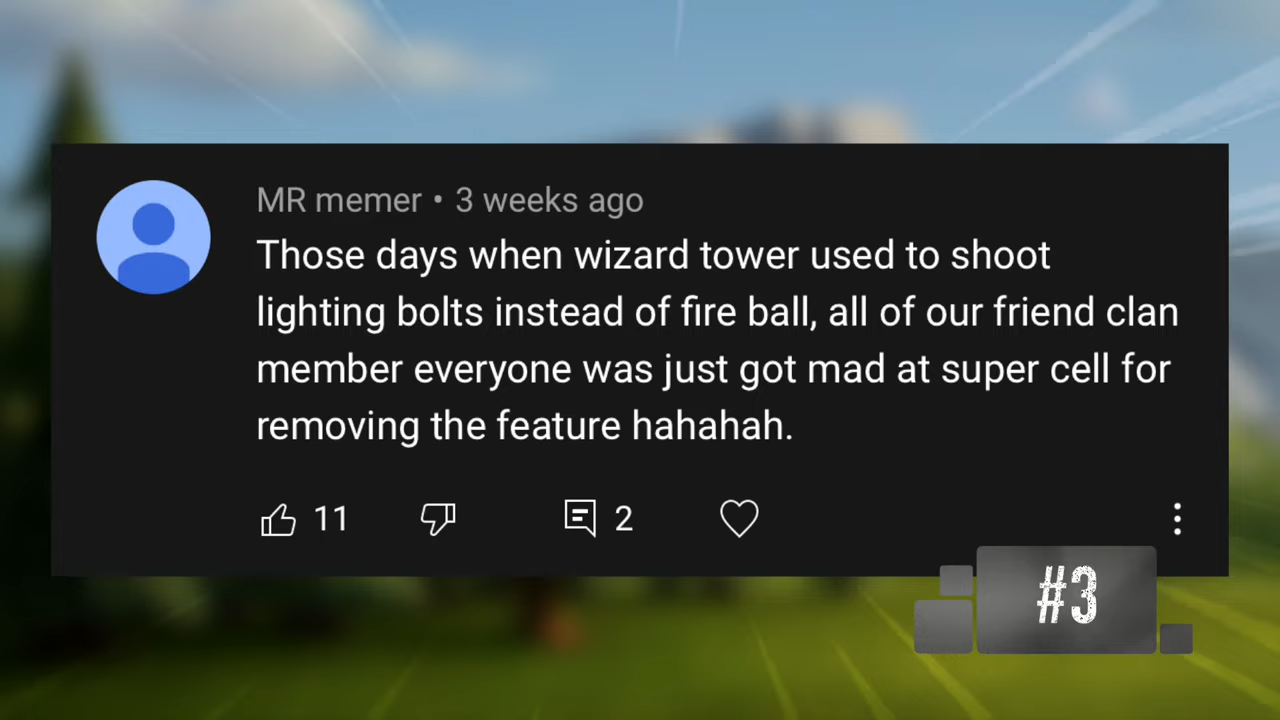 MR memer • 3 weeks ago
Those days when wizard tower used to shoot
lighting bolts instead of fire ball, all of our friend clan
member everyone was just got mad at super cell for
removing the feature hahahah.
11
2
#3